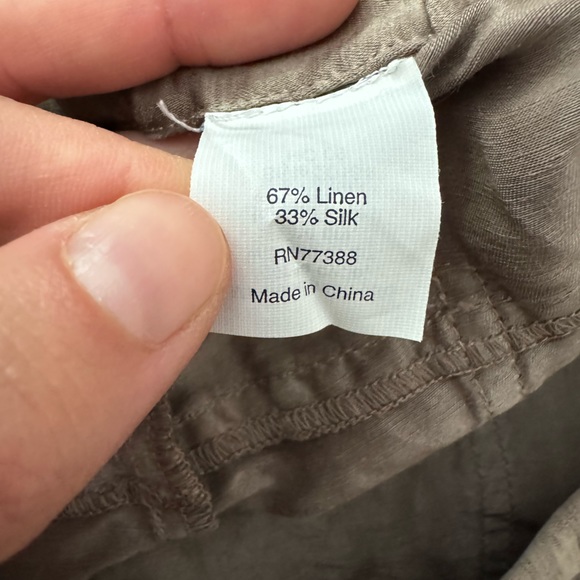 67% Linen
33% Silk
RN77388
Made in China